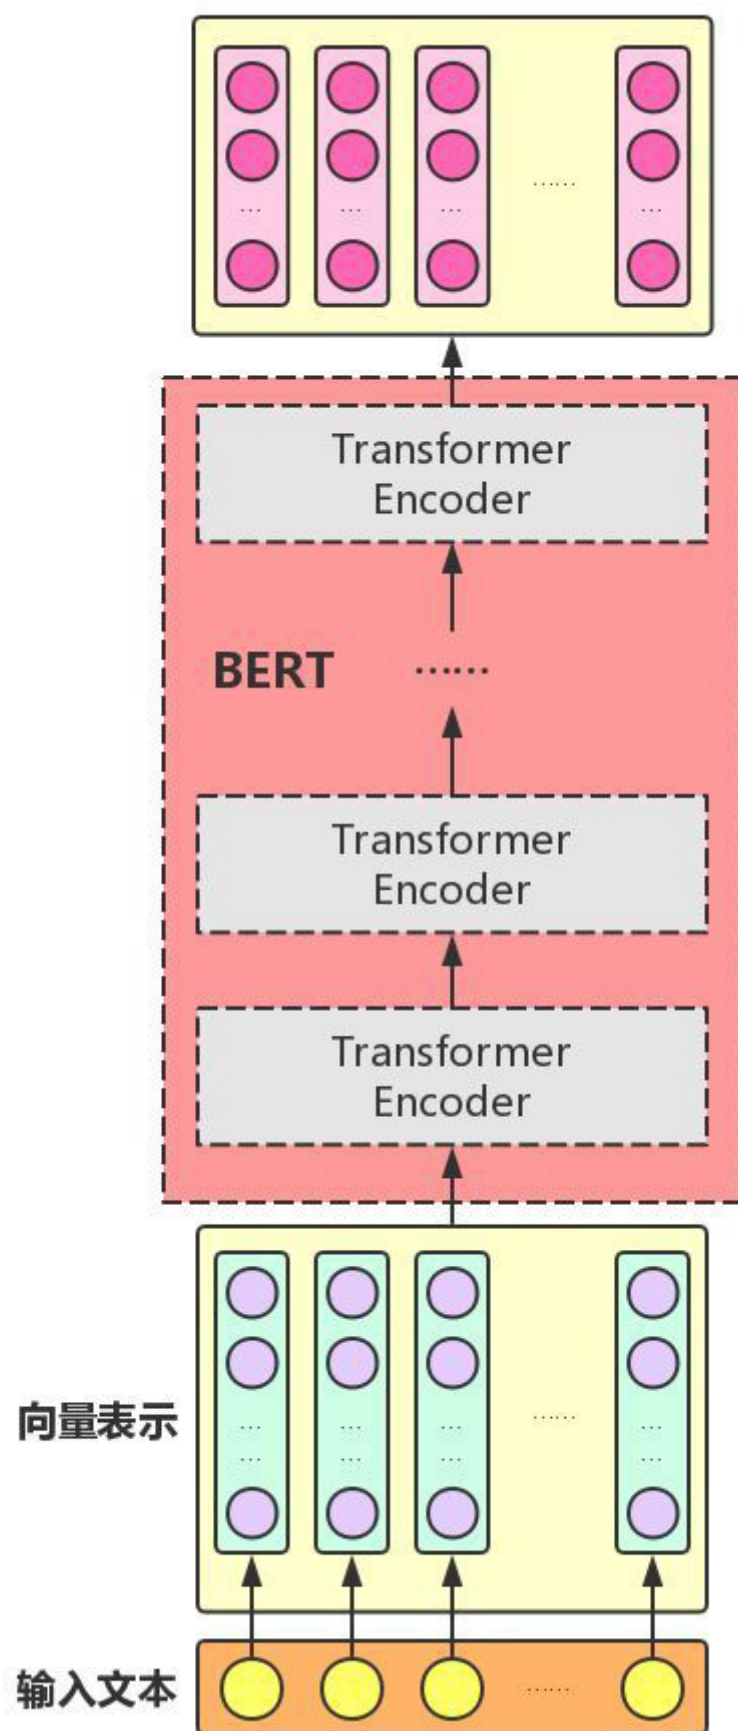 Transformer
Encoder
BERT ……
Transformer
Encoder
Transformer
Encoder
向量表示
输入文本